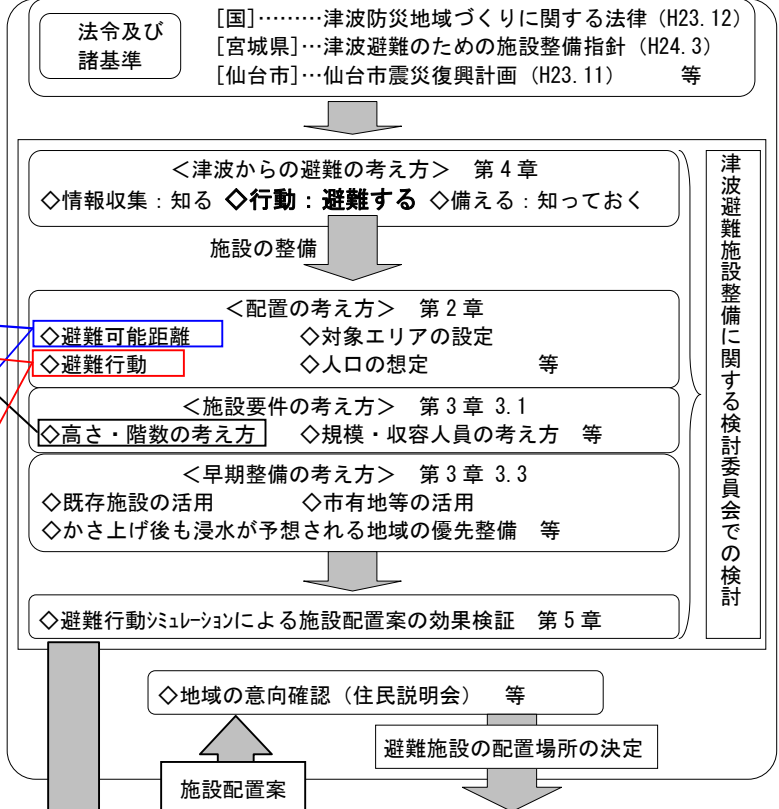 法令及び
諸基準
[国]………津波防災地域づくりに関する法律(H23.12)
[宮城県]…津波避難のための施設整備指針(H24.3)
[仙台市]…仙台市震災復興計画(H23.11)　等
<津波からの避難の考え方>　第4章
◇情報収集:知る ◇行動:避難する ◇備える:知っておく
施設の整備
<配置の考え方>　第2章
◇避難可能距離　◇対象エリアの設定
◇避難行動　◇人口の想定　等
<施設要件の考え方>　第3章 3.1
◇高さ・階数の考え方　◇規模・収容人員の考え方　等
<早期整備の考え方>　第3章 3.3
◇既存施設の活用　◇市有地等の活用
◇かさ上げ後も浸水が予想される地域の優先整備　等
◇避難行動ｼﾐｭﾚｰｼｮﾝによる施設配置案の効果検証　第5章
津波避難施設整備に関する検討委員会での検討
◇地域の意向確認(住民説明会)　等
避難施設の配置場所の決定
施設配置案